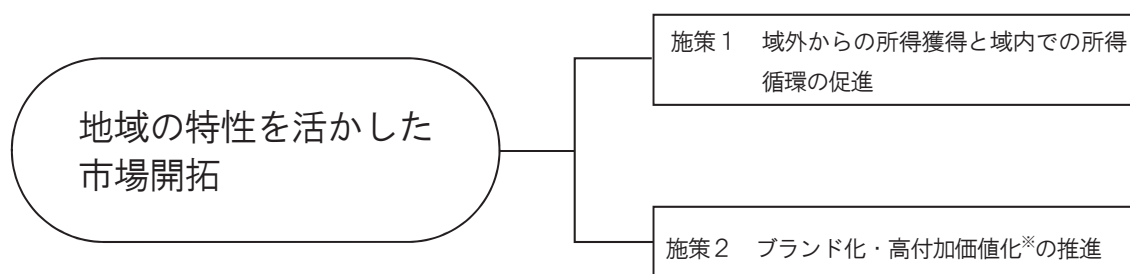 地域の特性を活かした
市場開拓
施策1　域外からの所得獲得と域内での所得
循環の促進
施策2　ブランド化・高付加価値化※の推進